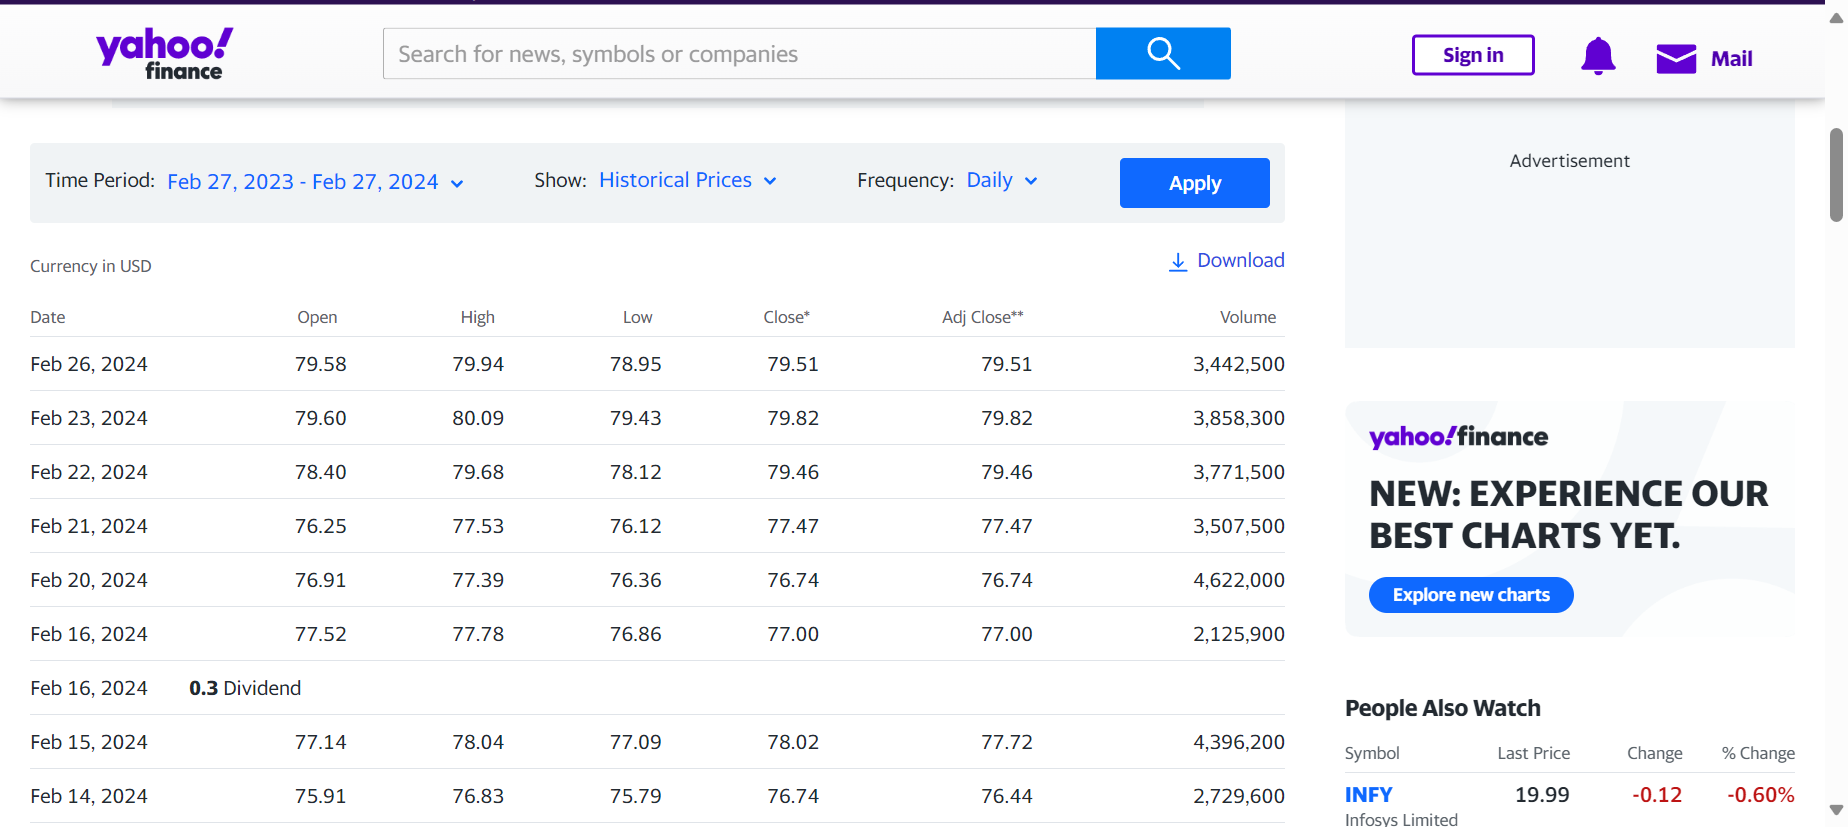 yahoo!
finance
Search for news, symbols or companies
Sign in
Mail
Time Period: Feb 27, 2023 - Feb 27, 2024 Show: Historical Prices Frequency: Daily Apply
Currency in USD Download
Date Open High Low Close* Adj Close** Volume
Feb 26, 2024 79.58 79.94 78.95 79.51 79.51 3,442,500
Feb 23, 2024 79.60 80.09 79.43 79.82 79.82 3,858,300
Feb 22, 2024 78.40 79.68 78.12 79.46 79.46 3,771,500
Feb 21, 2024 76.25 77.53 76.12 77.47 77.47 3,507,500
Feb 20, 2024 76.91 77.39 76.36 76.74 76.74 4,622,000
Feb 16, 2024 77.52 77.78 76.86 77.00 77.00 2,125,900
Feb 16, 2024 0.3 Dividend
Feb 15, 2024 77.14 78.04 77.09 78.02 77.72 4,396,200
Feb 14, 2024 75.91 76.83 75.79 76.74 76.44 2,729,600
Advertisement
yahoo!finance
NEW: EXPERIENCE OUR
BEST CHARTS YET.
Explore new charts
People Also Watch
Symbol Last Price Change % Change
INFY 19.99 -0.12 -0.60%
Infosys Limited